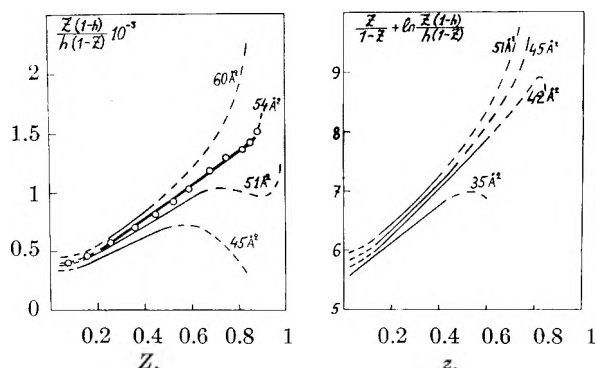 z(1-h)/h(1-z) 10⁻³
2
1.5
1
0.5
0
60Å²
54Å²
51Å²
45Å²
0.2 0.4 0.6 0.8 1
Z.
z/1-z + ln z(1-h)/h(1-z)
9
8
7
6
5
51Å² 45Å²
42Å²
35Å²
0.2 0.4 0.6 0.8 1
z.